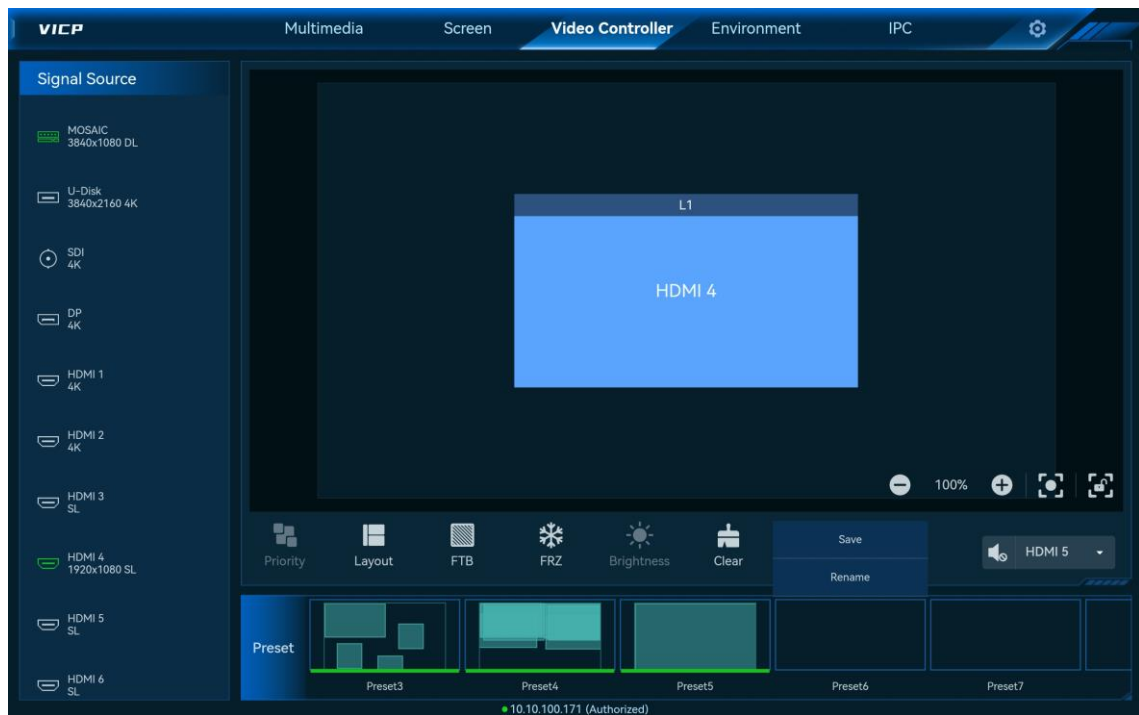 VICP
Multimedia
Screen
Video Controller
Environment
IPC
Signal Source
MOSAIC
3840x1080 DL
U-Disk
3840x2160 4K
SDI
4K
DP
4K
HDMI 1
4K
HDMI 2
4K
HDMI 3
SL
HDMI 4
1920x1080 SL
HDMI 5
SL
HDMI 6
SL
L1
HDMI 4
100%
Priority
Layout
FTB
FRZ
Brightness
Clear
Save
Rename
HDMI 5
Preset
Preset3
Preset4
Preset5
Preset6
Preset7
10.10.100.171 (Authorized)